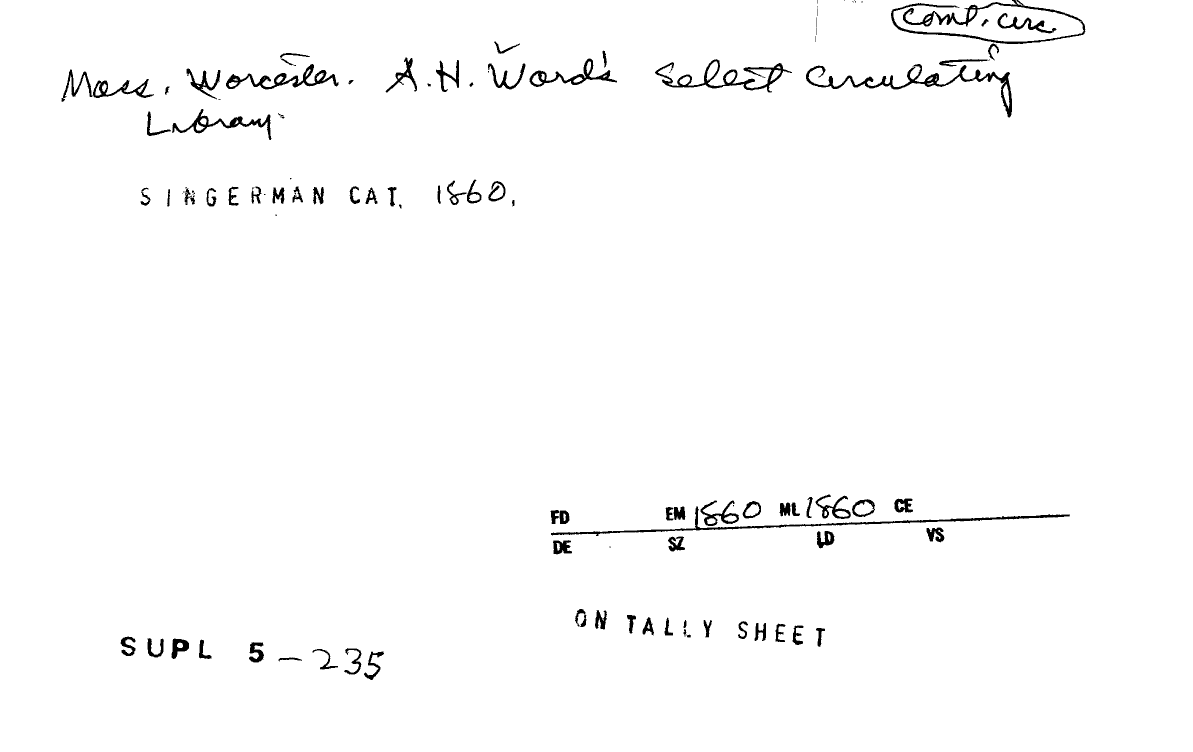 comp. circ
Mass. Worcester. A.H. Ward's Select Circulating
Library.
SINGERMAN CAT. 1860.
FD EM 1860 ML 1860 CE
DE SZ LD VS
ON TALLY SHEET
SUPL 5 - 235